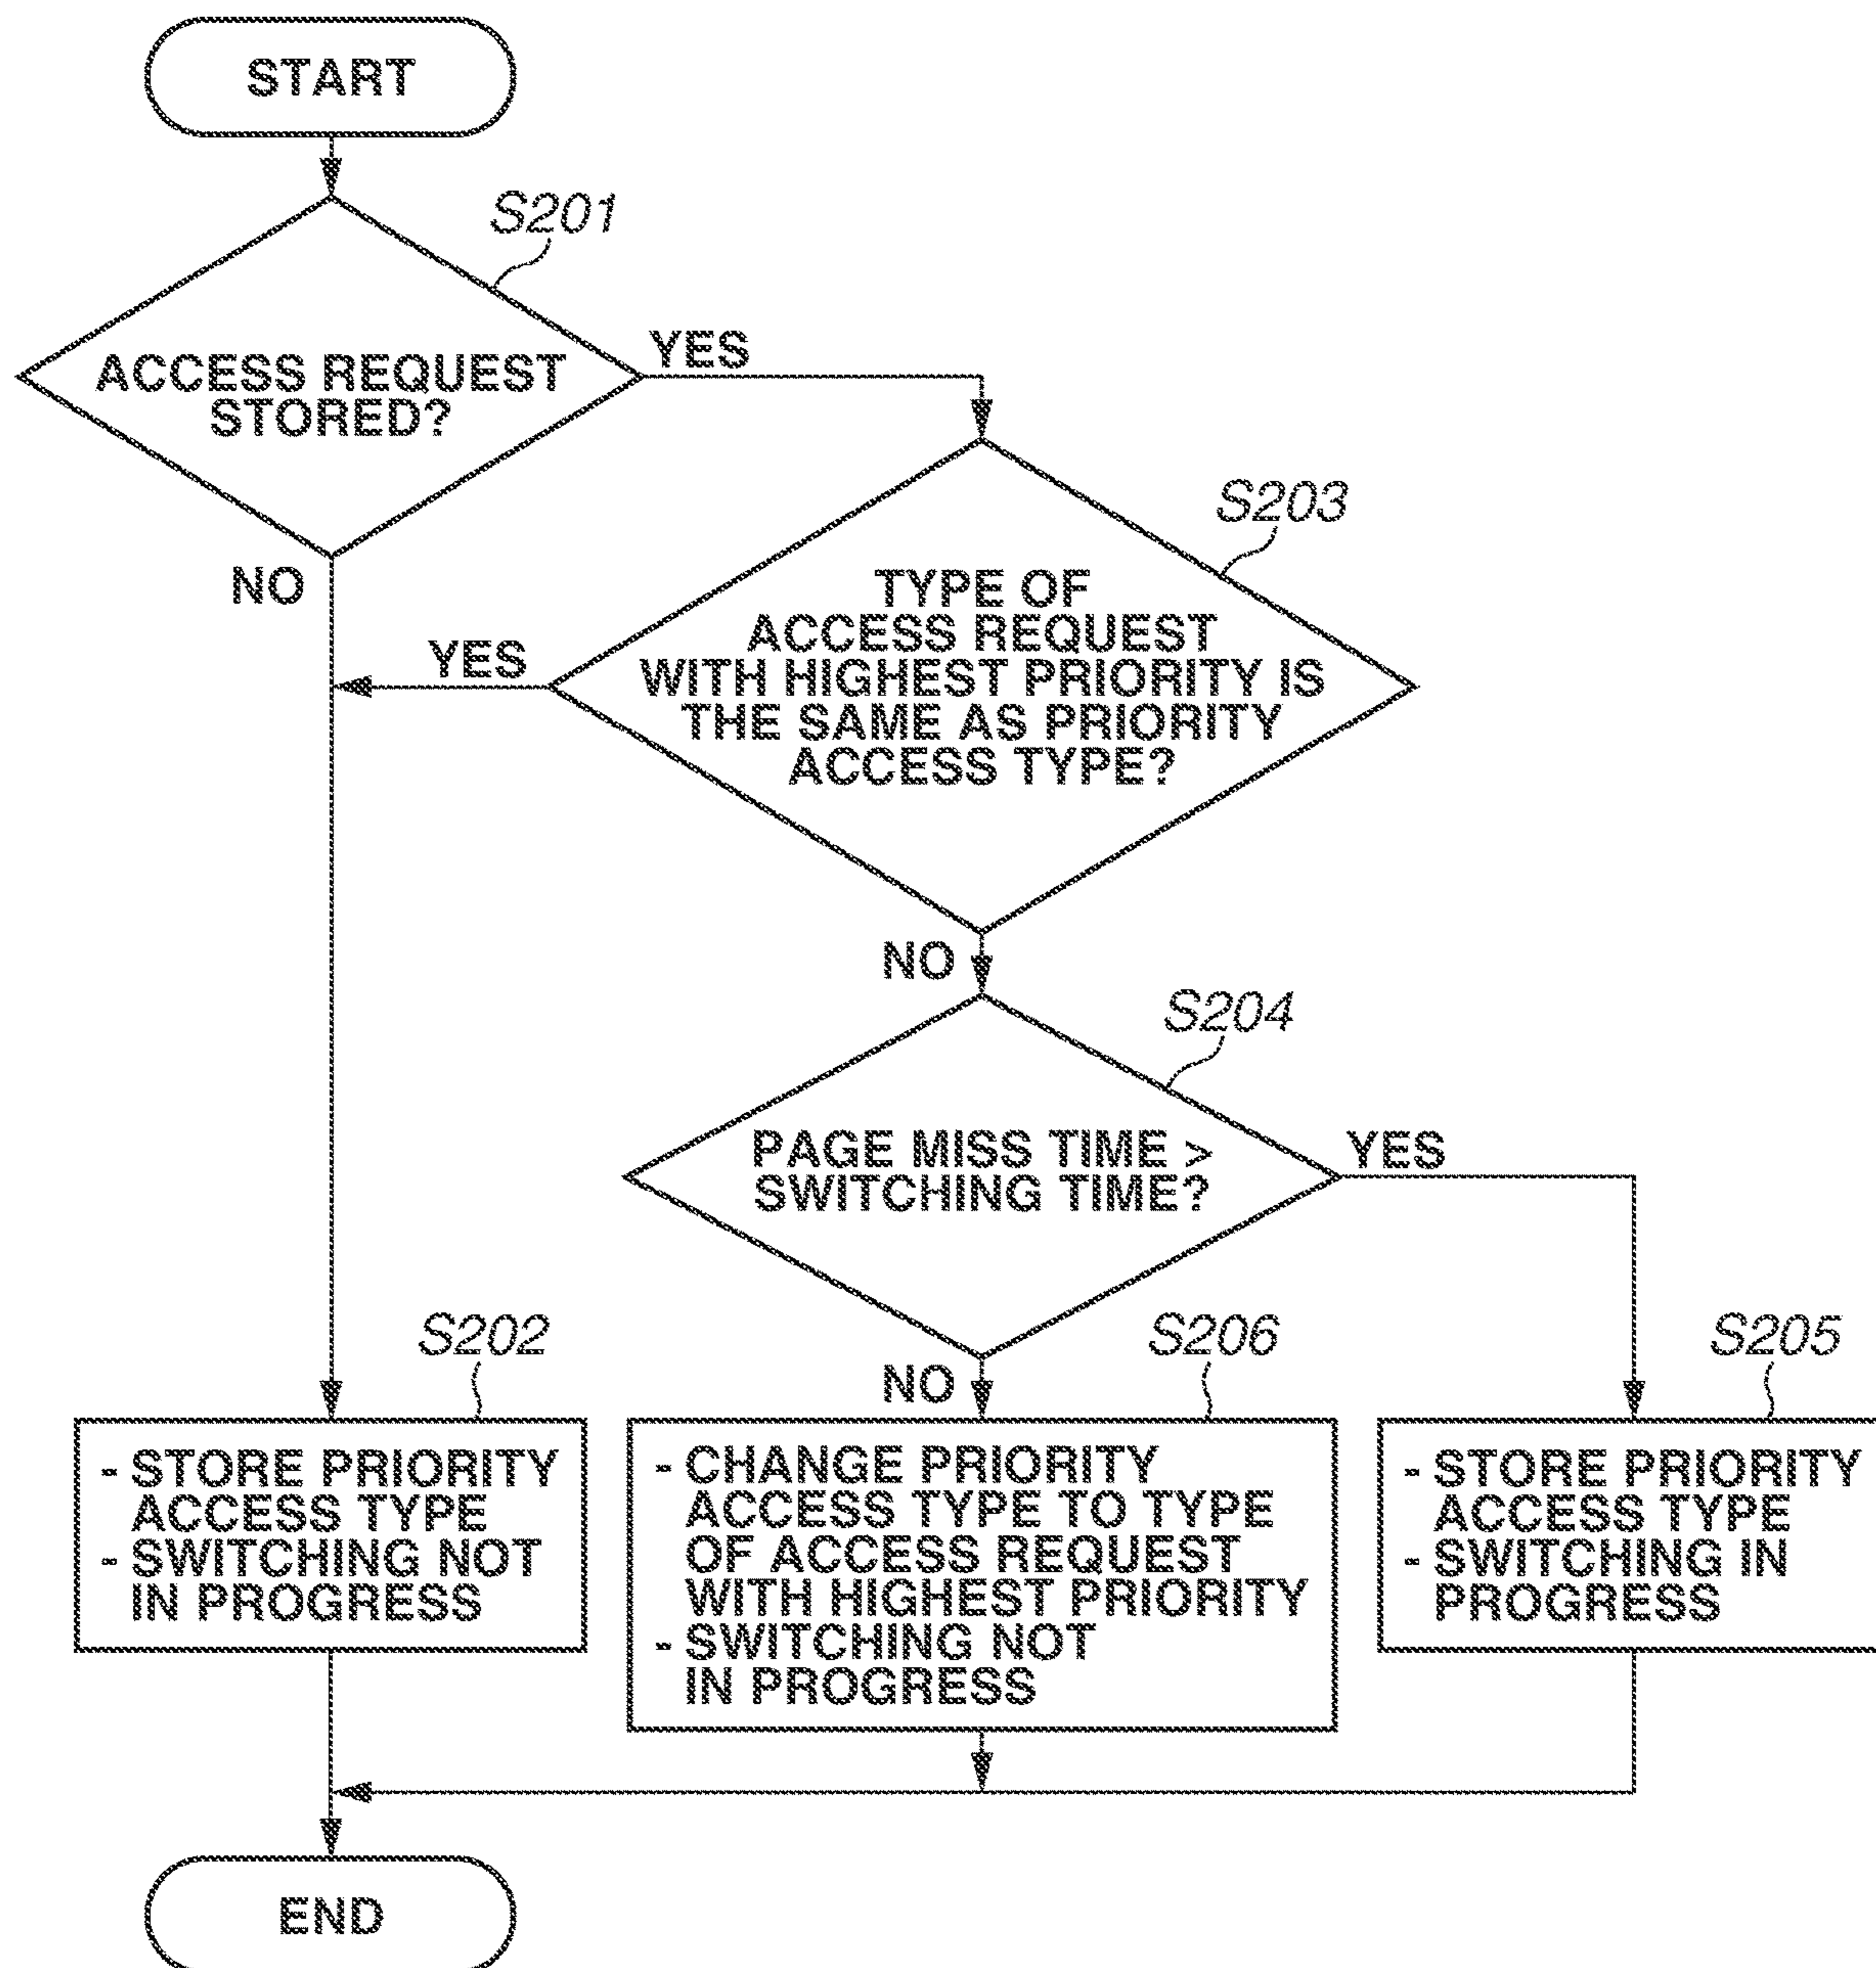 START
S201
ACCESS REQUEST
STORED?
YES
NO
S203
TYPE OF
ACCESS REQUEST
WITH HIGHEST PRIORITY IS
THE SAME AS PRIORITY
ACCESS TYPE?
YES
NO
S204
PAGE MISS TIME >
SWITCHING TIME?
YES
NO
S202
- STORE PRIORITY
ACCESS TYPE
- SWITCHING NOT
IN PROGRESS
S206
- CHANGE PRIORITY
ACCESS TYPE TO TYPE
OF ACCESS REQUEST
WITH HIGHEST PRIORITY
- SWITCHING NOT
IN PROGRESS
S205
- STORE PRIORITY
ACCESS TYPE
- SWITCHING IN
PROGRESS
END